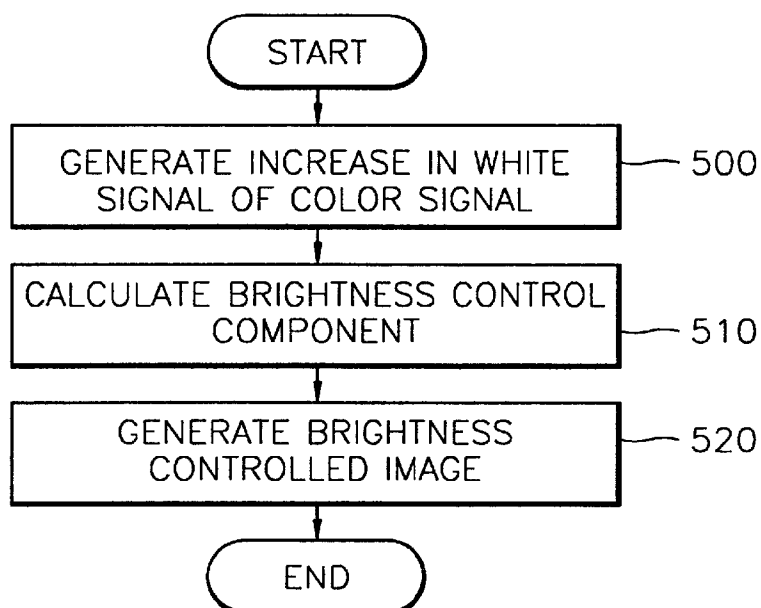 START
GENERATE INCREASE IN WHITE
SIGNAL OF COLOR SIGNAL
500
CALCULATE BRIGHTNESS CONTROL
COMPONENT
510
GENERATE BRIGHTNESS
CONTROLLED IMAGE
520
END